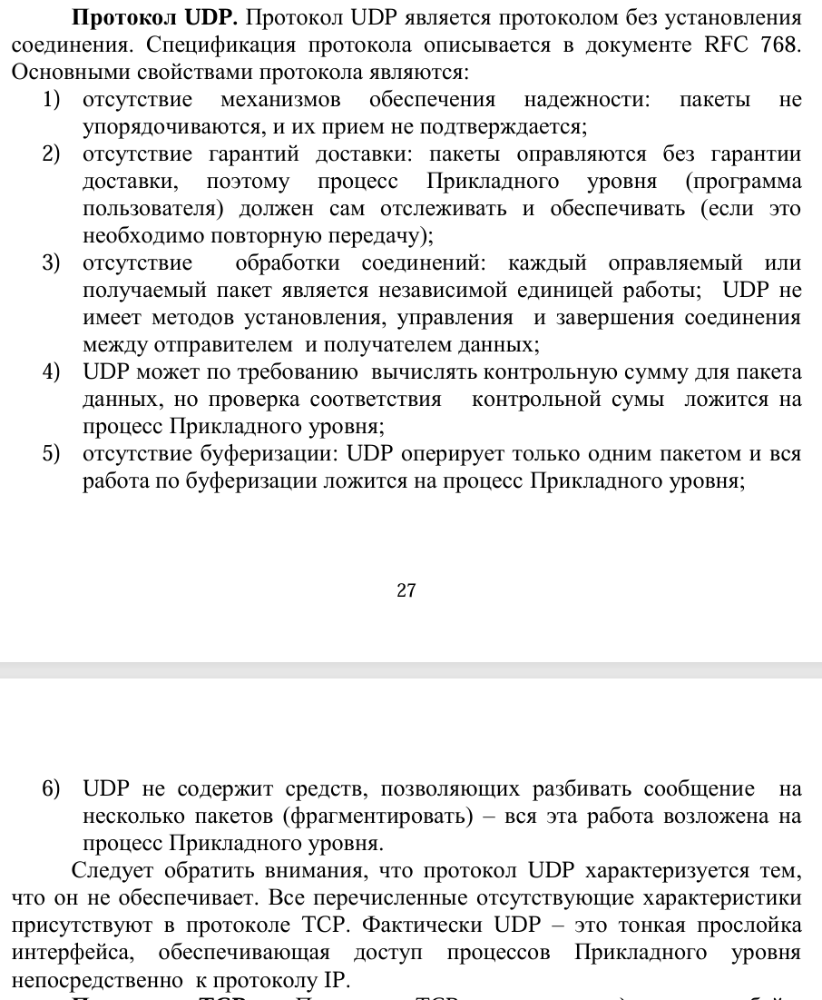 Протокол UDP. Протокол UDP является протоколом без установления
соединения. Спецификация протокола описывается в документе RFC 768.
Основными свойствами протокола являются:
1) отсутствие механизмов обеспечения надежности: пакеты не
упорядочиваются, и их прием не подтверждается;
2) отсутствие гарантий доставки: пакеты оправляются без гарантии
доставки, поэтому процесс Прикладного уровня (программа
пользователя) должен сам отслеживать и обеспечивать (если это
необходимо повторную передачу);
3) отсутствие обработки соединений: каждый оправляемый или
получаемый пакет является независимой единицей работы; UDP не
имеет методов установления, управления и завершения соединения
между отправителем и получателем данных;
4) UDP может по требованию вычислять контрольную сумму для пакета
данных, но проверка соответствия контрольной сумы ложится на
процесс Прикладного уровня;
5) отсутствие буферизации: UDP оперирует только одним пакетом и вся
работа по буферизации ложится на процесс Прикладного уровня;
27
6) UDP не содержит средств, позволяющих разбивать сообщение на
несколько пакетов (фрагментировать) – вся эта работа возложена на
процесс Прикладного уровня.
Следует обратить внимания, что протокол UDP характеризуется тем,
что он не обеспечивает. Все перечисленные отсутствующие характеристики
присутствуют в протоколе TCP. Фактически UDP – это тонкая прослойка
интерфейса, обеспечивающая доступ процессов Прикладного уровня
непосредственно к протоколу IP.